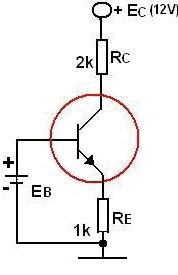 + EC (12V)
2k RC
+
-
EB
1k RE